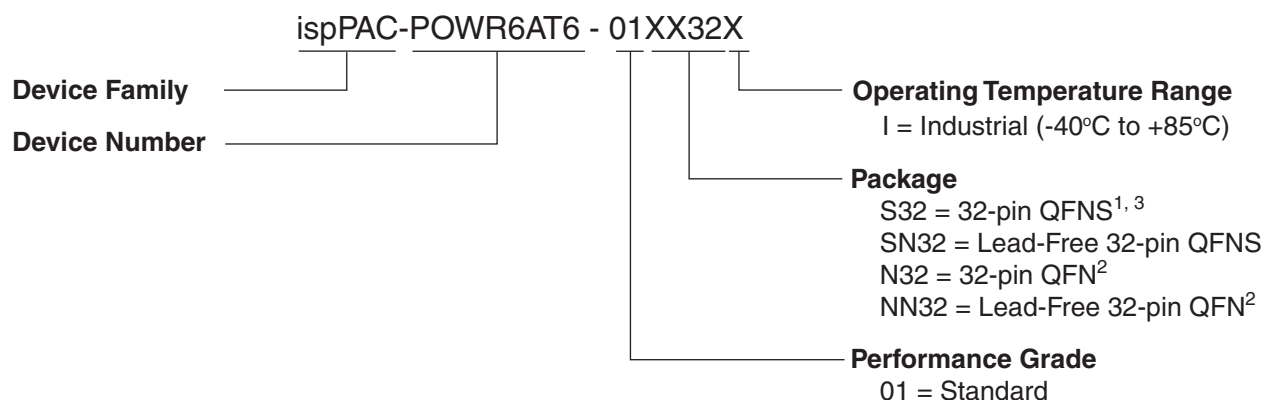 ispPAC-POWR6AT6 - 01XX32X
Device Family
Device Number
Operating Temperature Range
I = Industrial (-40°C to +85°C)
Package
S32 = 32-pin QFNS1, 3
SN32 = Lead-Free 32-pin QFNS
N32 = 32-pin QFN2
NN32 = Lead-Free 32-pin QFN2
Performance Grade
01 = Standard